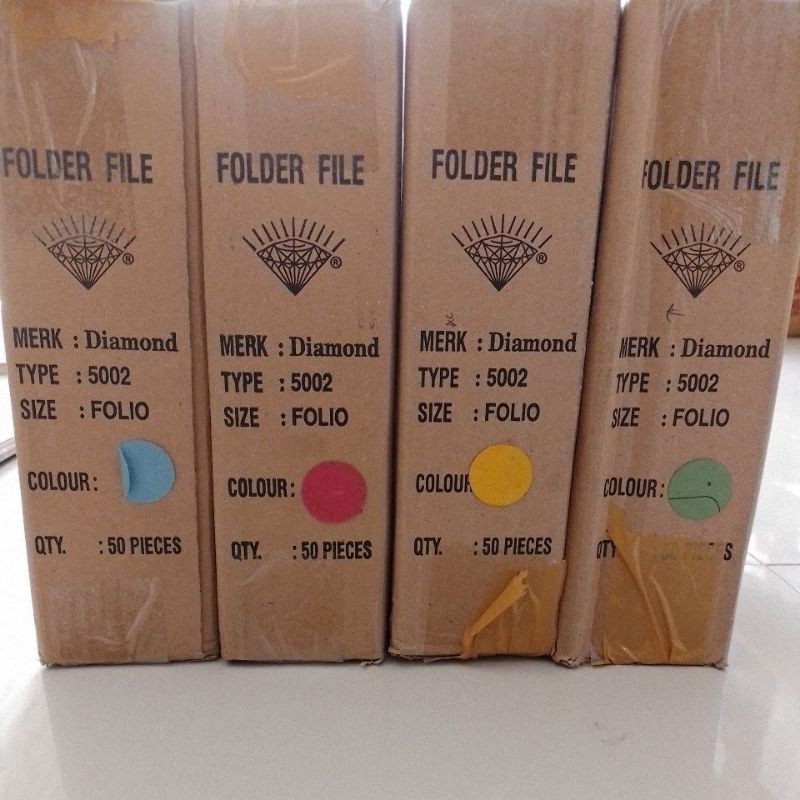 FOLDER FILE
®
MERK : Diamond
TYPE : 5002
SIZE : FOLIO
COLOUR:
QTY. : 50 PIECES
FOLDER FILE
®
MERK : Diamond
TYPE : 5002
SIZE : FOLIO
COLOUR:
QTY. : 50 PIECES
FOLDER FILE
®
MERK : Diamond
TYPE : 5002
SIZE : FOLIO
COLOUR
QTY. : 50 PIECES
FOLDER FILE
®
MERK : Diamond
TYPE : 5002
SIZE : FOLIO
COLOUR:
QTY